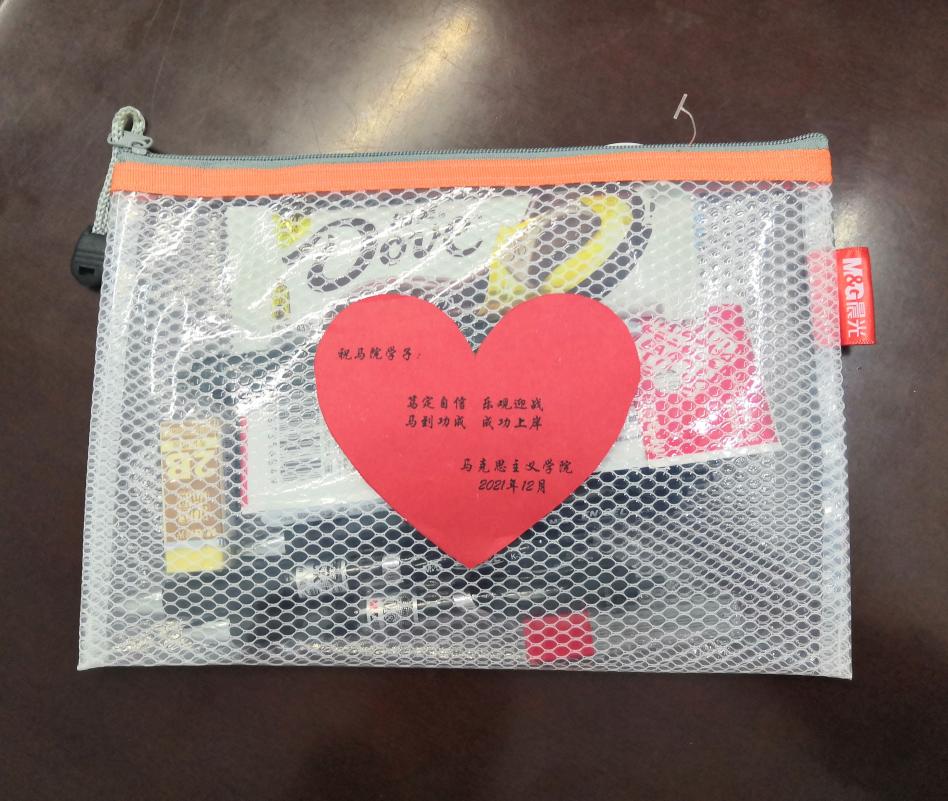 Dove
M&G晨光
祝马院学子：
笃定自信 乐观迎战
马到功成 成功上岸
2B
马克思主义学院
2021年12月